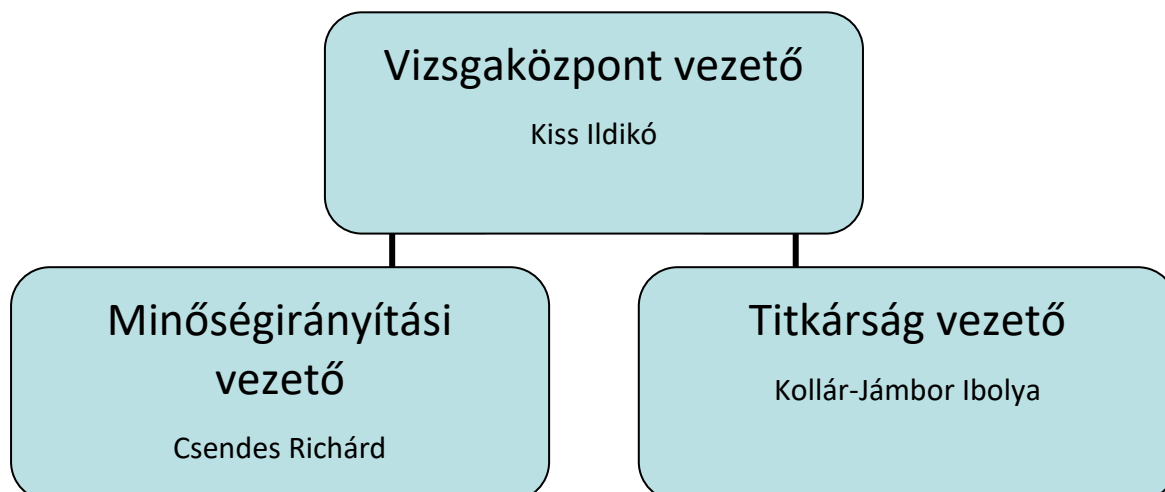 Vizsgaközpont vezető
Kiss Ildikó
Minőségirányítási
vezető
Csendes Richárd
Titkárság vezető
Kollár-Jámbor Ibolya